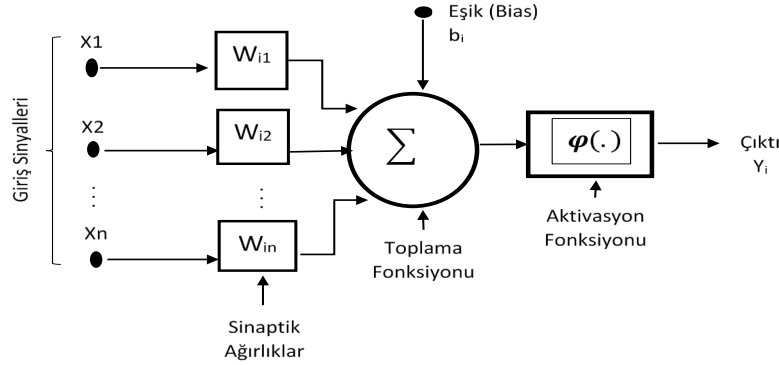 Giriş Sinyalleri
X1
X2
⋮
Xn
Wi1
Wi2
⋮
Win
Sinaptik
Ağırlıklar
Eşik (Bias)
bi
∑
Toplama
Fonksiyonu
φ(.)
Aktivasyon
Fonksiyonu
Çıktı
Yi